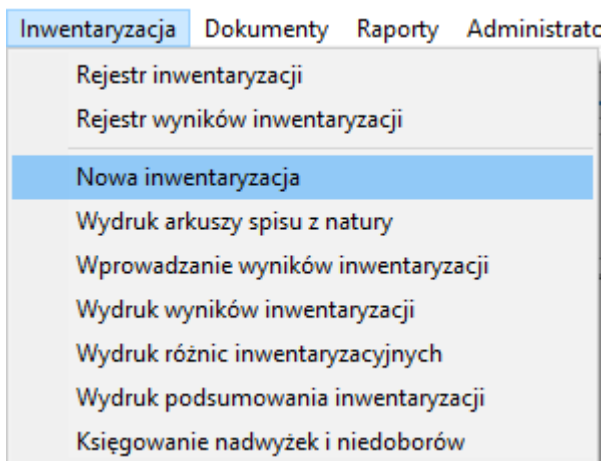 Inwentaryzacja Dokumenty Raporty Administrato
Rejestr inwentaryzacji
Rejestr wyników inwentaryzacji
Nowa inwentaryzacja
Wydruk arkuszy spisu z natury
Wprowadzanie wyników inwentaryzacji
Wydruk wyników inwentaryzacji
Wydruk różnic inwentaryzacyjnych
Wydruk podsumowania inwentaryzacji
Księgowanie nadwyżek i niedoborów